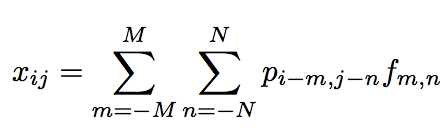 x_{ij} = \sum_{m=-M}^{M} \sum_{n=-N}^{N} p_{i-m,j-n} f_{m,n}